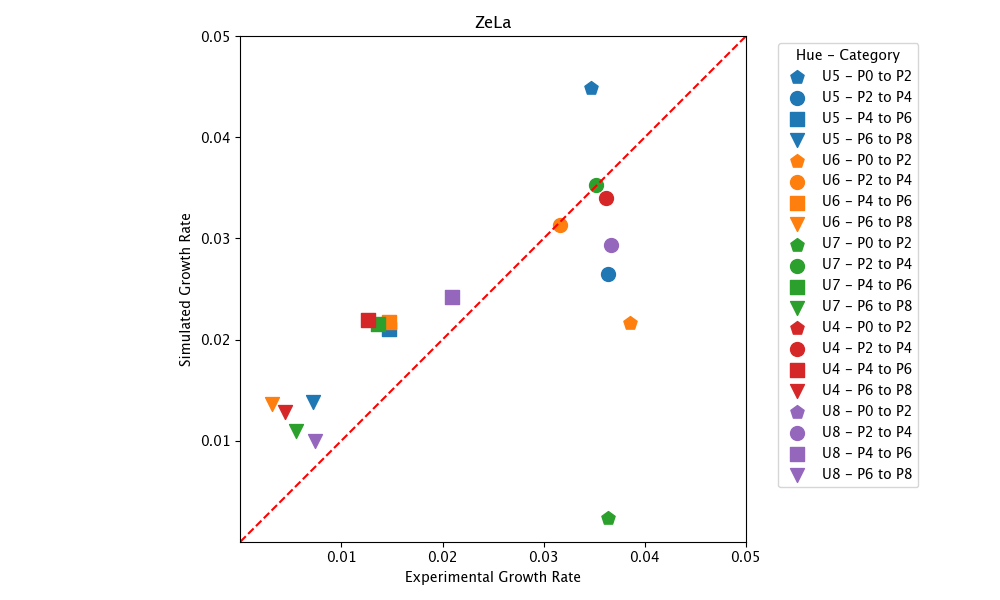 ZeLa
0.05
0.04
0.03
0.02
0.01
Simulated Growth Rate
0.01 0.02 0.03 0.04 0.05
Experimental Growth Rate
Hue - Category
U5 - P0 to P2
U5 - P2 to P4
U5 - P4 to P6
U5 - P6 to P8
U6 - P0 to P2
U6 - P2 to P4
U6 - P4 to P6
U6 - P6 to P8
U7 - P0 to P2
U7 - P2 to P4
U7 - P4 to P6
U7 - P6 to P8
U4 - P0 to P2
U4 - P2 to P4
U4 - P4 to P6
U4 - P6 to P8
U8 - P0 to P2
U8 - P2 to P4
U8 - P4 to P6
U8 - P6 to P8